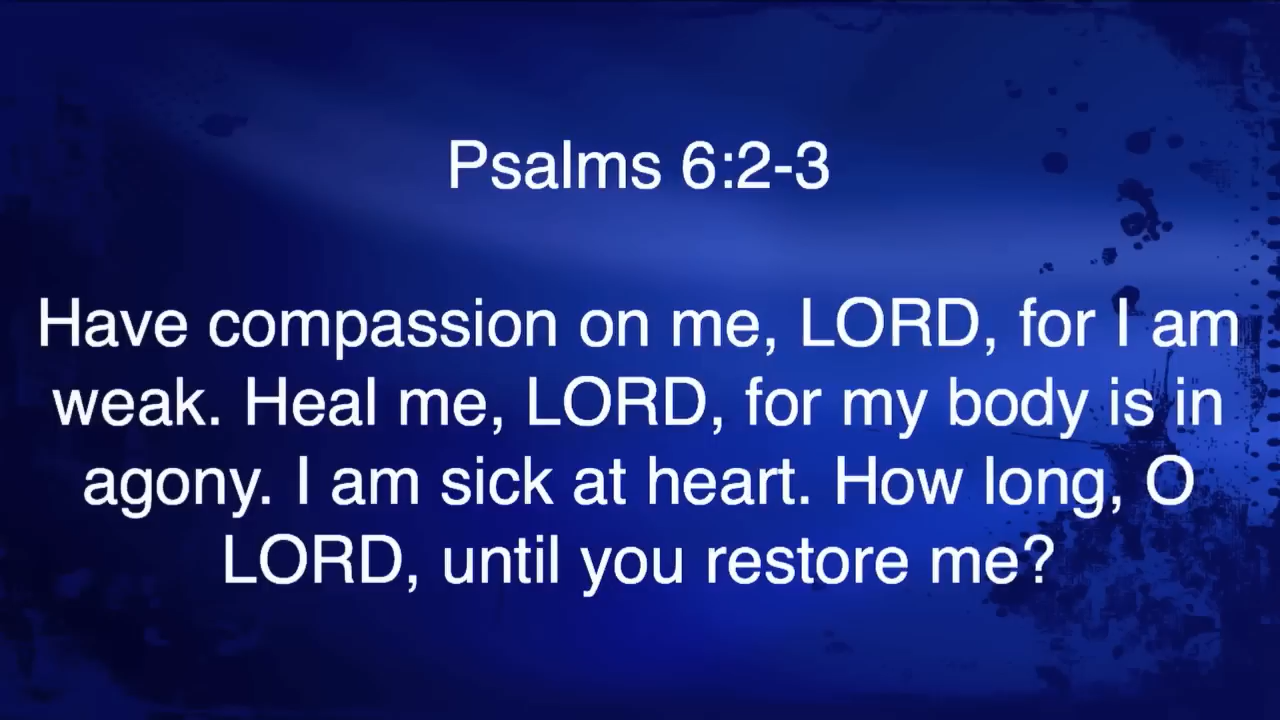 Psalms 6:2-3
Have compassion on me, LORD, for I am
weak. Heal me, LORD, for my body is in
agony. I am sick at heart. How long, O
LORD, until you restore me?